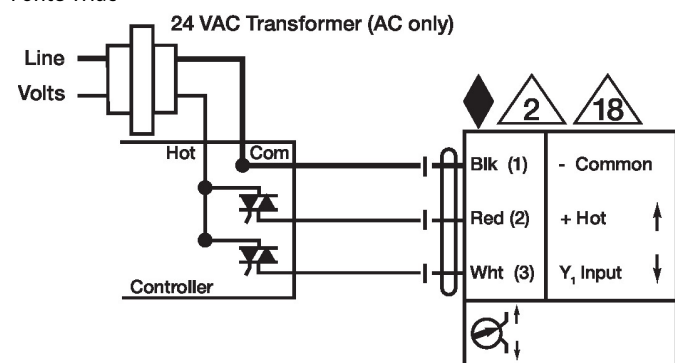 24 VAC Transformer (AC only)
Line
Volts
2
18
Hot
Com
Blk (1)
- Common
Red (2)
+ Hot
Wht (3)
Y₁ Input
Controller